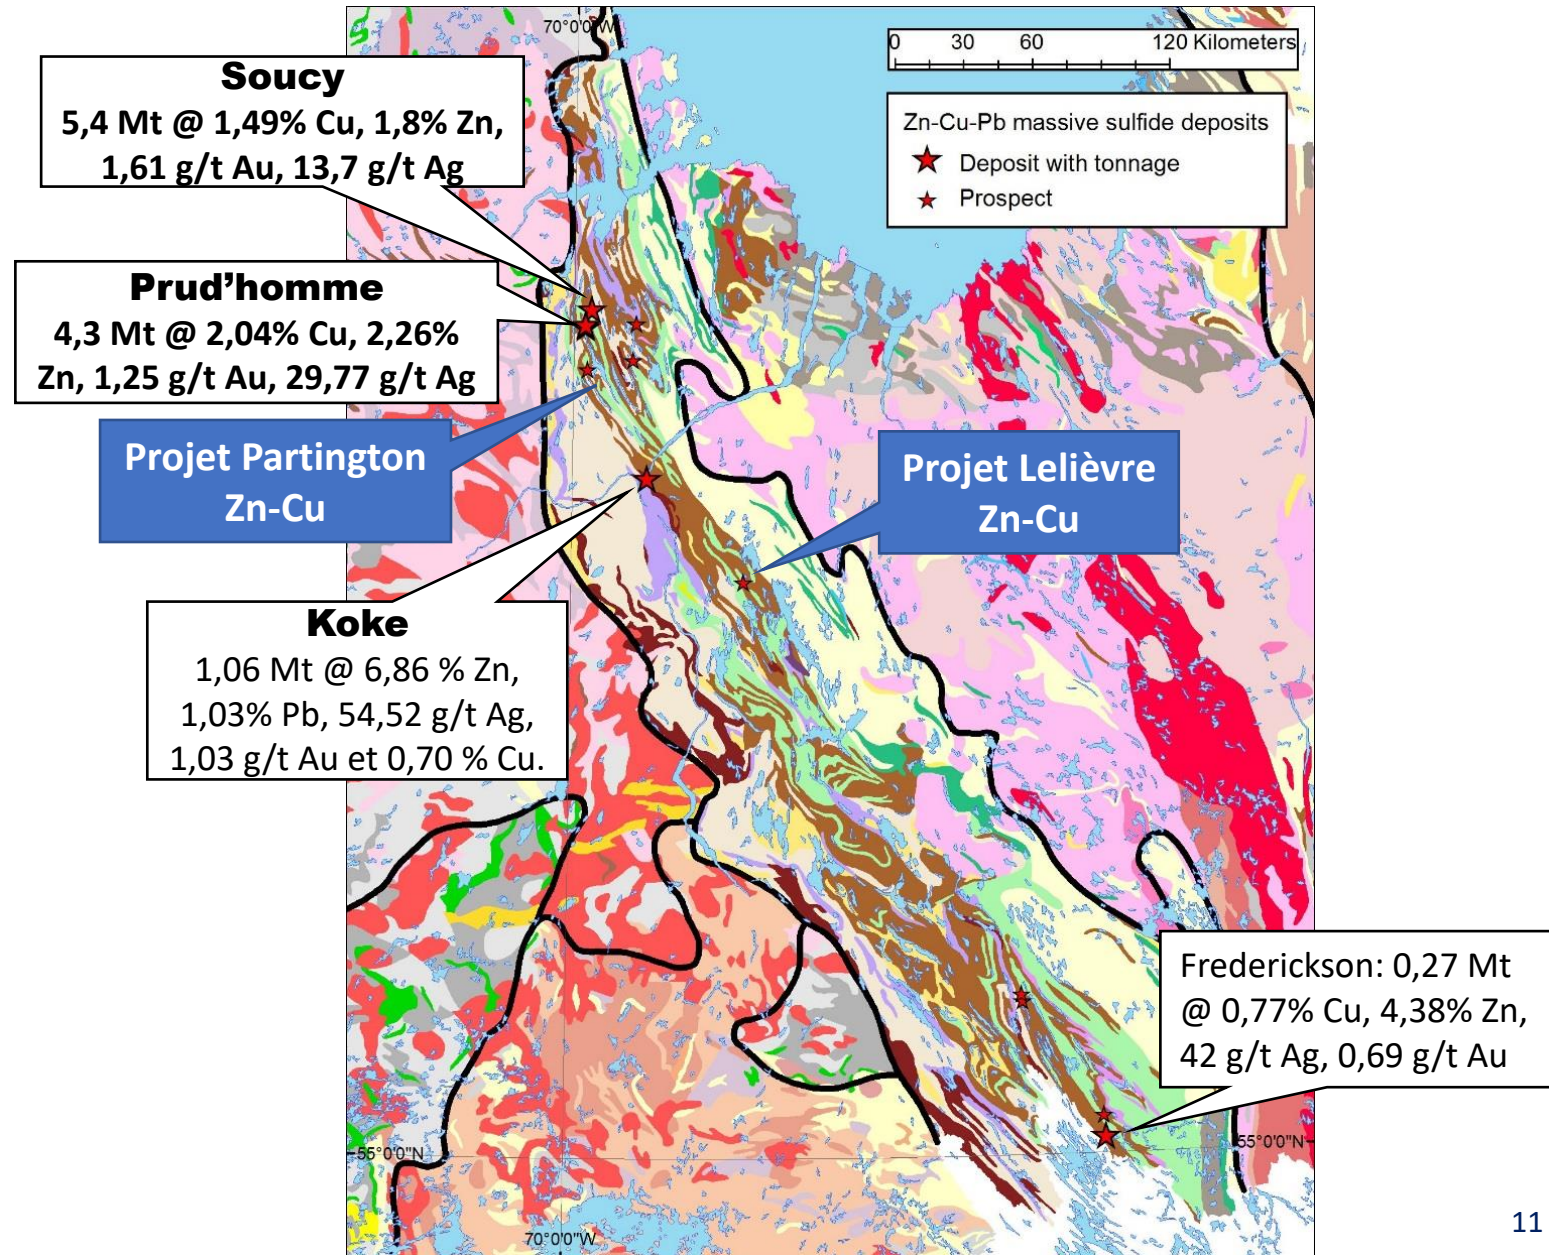 70°0'0"W
0 30 60 120 Kilometers
Soucy
5,4 Mt @ 1,49% Cu, 1,8% Zn,
1,61 g/t Au, 13,7 g/t Ag
Zn-Cu-Pb massive sulfide deposits
Deposit with tonnage
Prospect
Prud’homme
4,3 Mt @ 2,04% Cu, 2,26%
Zn, 1,25 g/t Au, 29,77 g/t Ag
Projet Partington
Zn-Cu
Projet Lelièvre
Zn-Cu
Koke
1,06 Mt @ 6,86 % Zn,
1,03% Pb, 54,52 g/t Ag,
1,03 g/t Au et 0,70 % Cu.
Frederickson: 0,27 Mt
@ 0,77% Cu, 4,38% Zn,
42 g/t Ag, 0,69 g/t Au
55°0'0"N
55°0'0"N
70°0'0"W
11